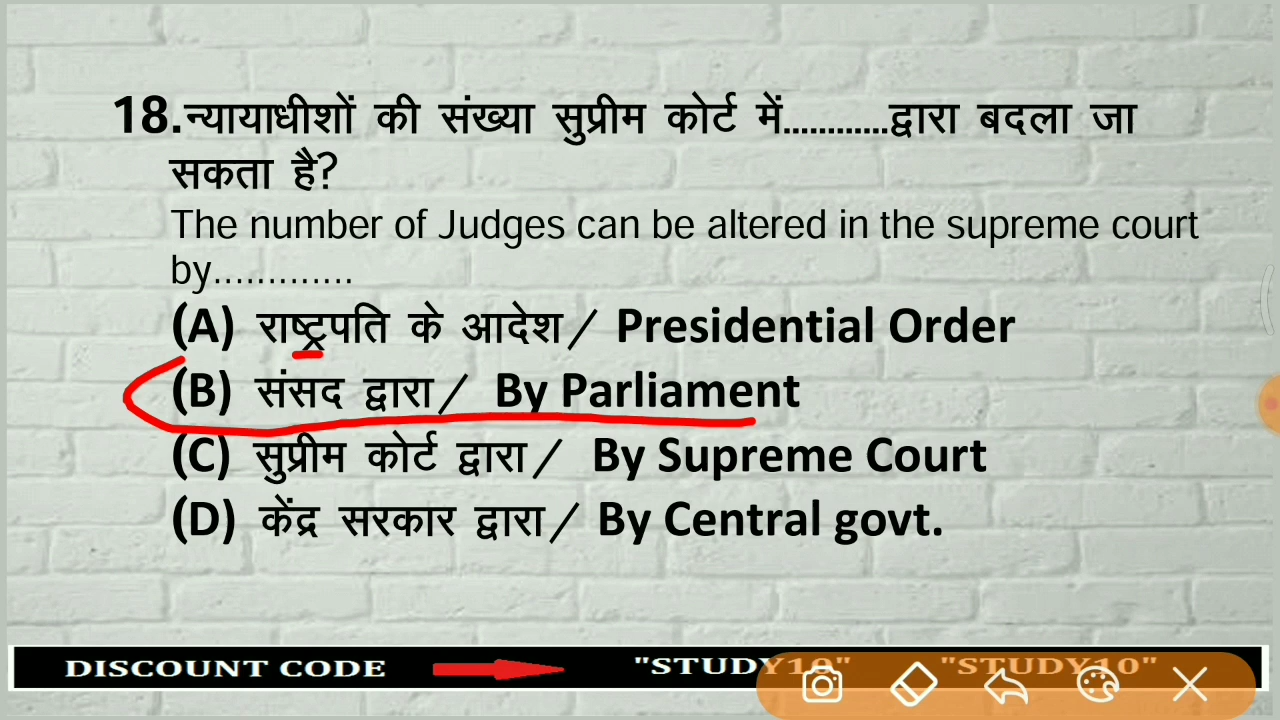 18.न्यायाधीशों की संख्या सुप्रीम कोर्ट में............द्वारा बदला जा
सकता है?
The number of Judges can be altered in the supreme court
by.............
(A) राष्ट्रपति के आदेश/ Presidential Order
(B) संसद द्वारा/ By Parliament
(C) सुप्रीम कोर्ट द्वारा/ By Supreme Court
(D) केंद्र सरकार द्वारा/ By Central govt.
DISCOUNT CODE "STUDY10" "STUDY10"